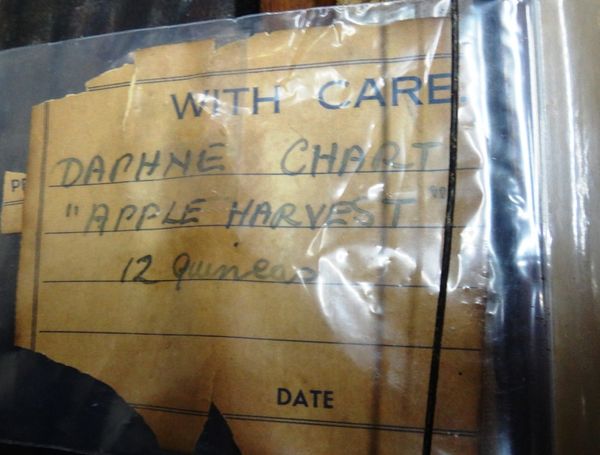 WITH CARE.
DAPHNE CHART
"APPLE HARVEST"
12 guineas
DATE